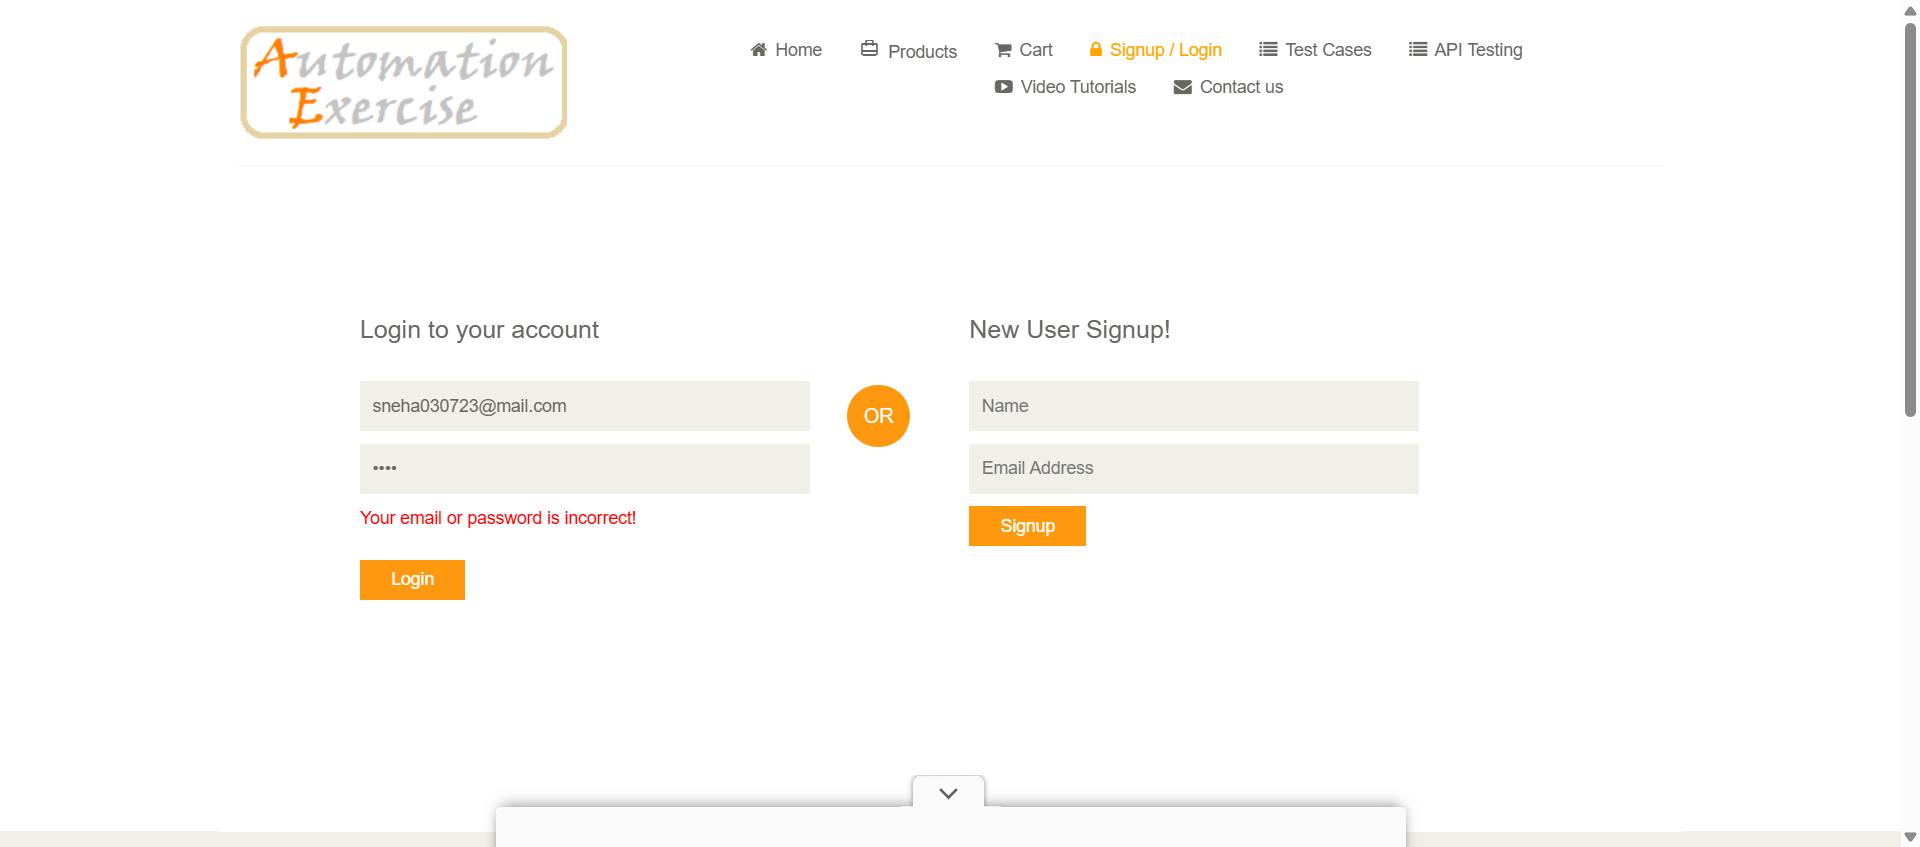 Automation
Exercise
Home
Products
Cart
Signup / Login
Test Cases
API Testing
Video Tutorials
Contact us
Login to your account
sneha030723@mail.com
••••
Your email or password is incorrect!
Login
OR
New User Signup!
Name
Email Address
Signup